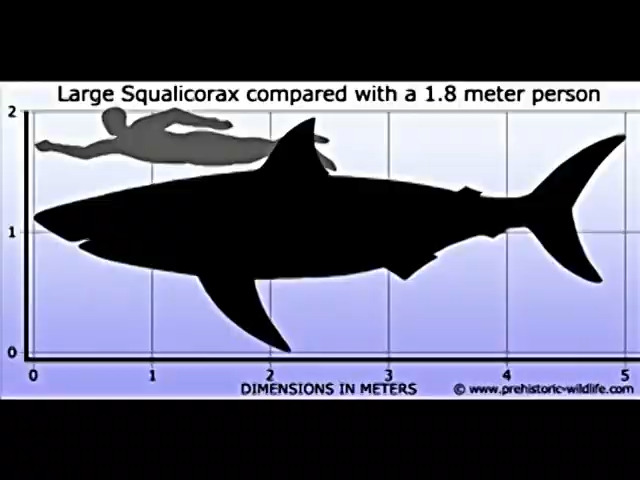 Large Squalicorax compared with a 1.8 meter person
2
1
0
0 1 2 3 4 5
DIMENSIONS IN METERS © www.prehistoric-wildlife.com